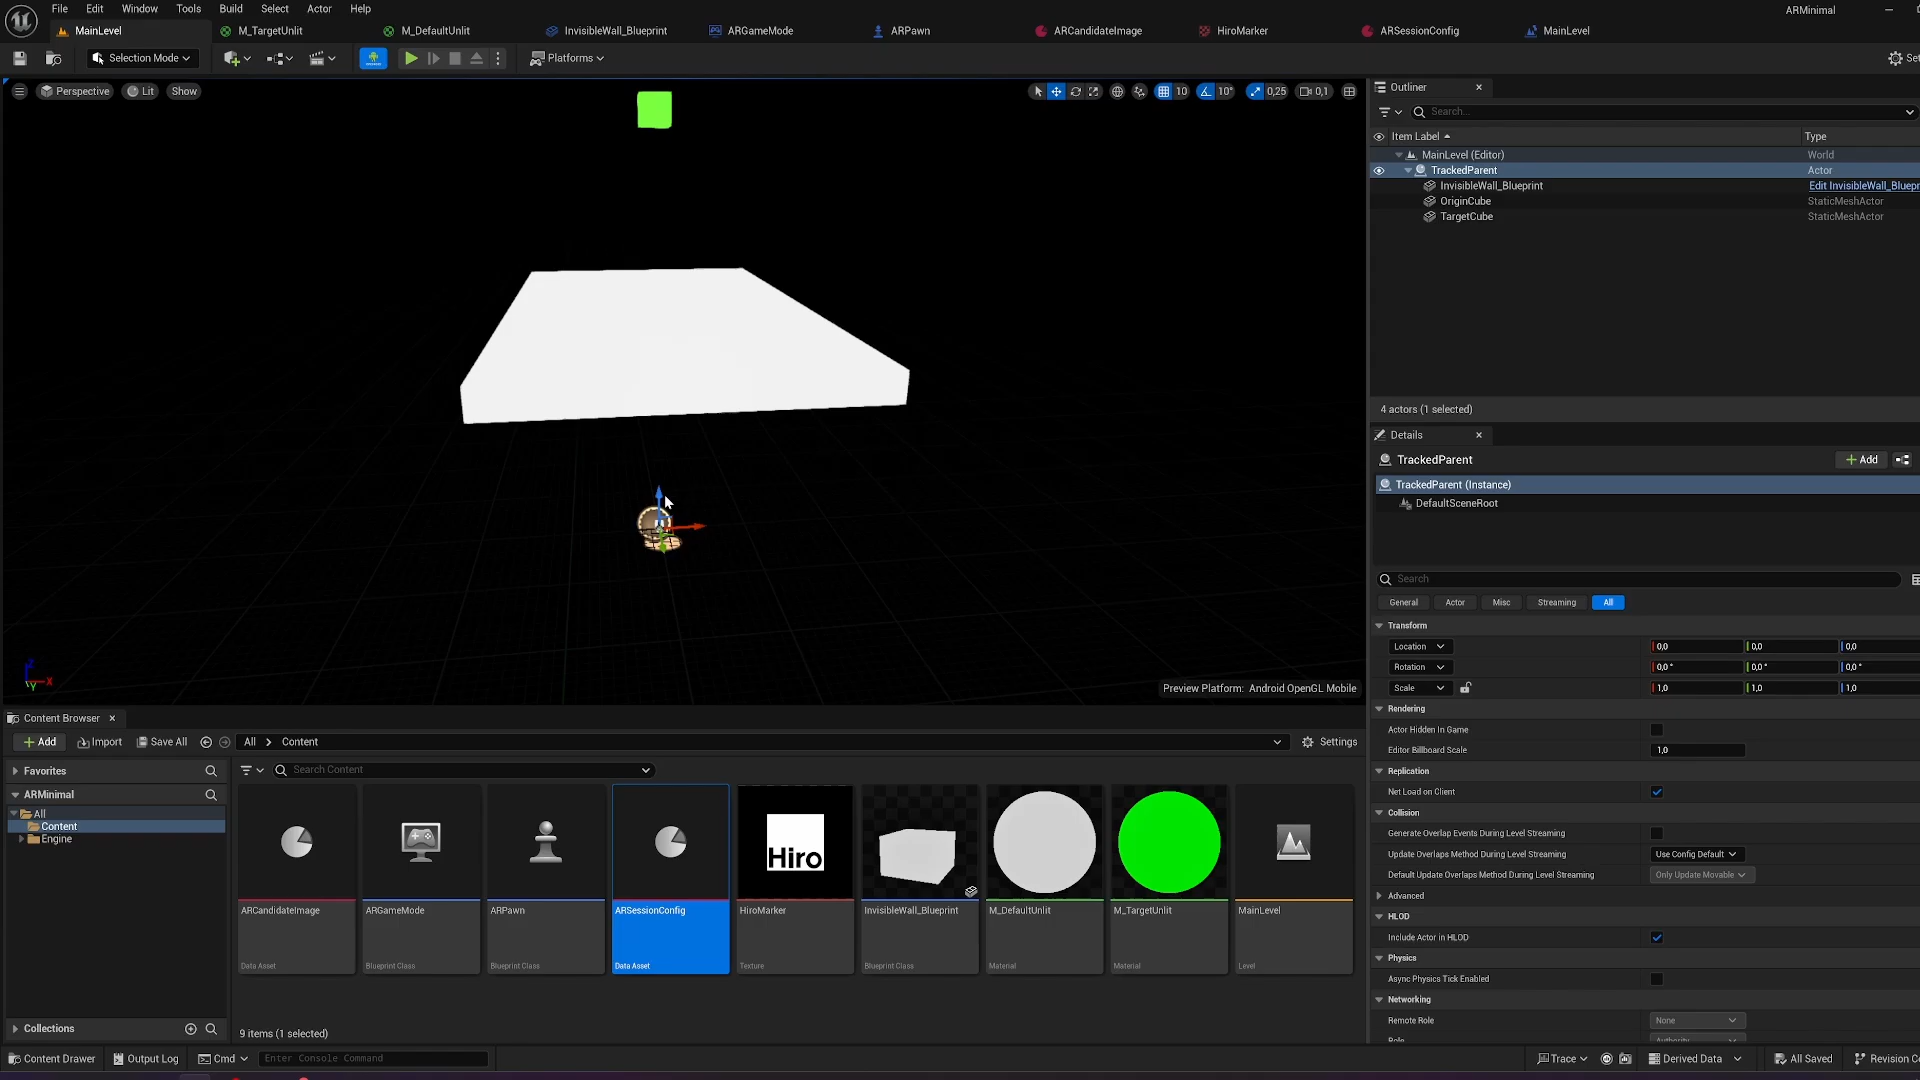 File Edit Window Tools Build Select Actor Help
ARMinimal
MainLevel M_TargetUnlit M_DefaultUnlit InvisibleWall_Blueprint ARGameMode ARPawn ARCandidateImage HiroMarker ARSessionConfig MainLevel
Selection Mode
Platforms
Perspective Lit Show
10 10° 0,25 0,1
Preview Platform: Android OpenGL Mobile
Outliner
Search...
Item Label Type
MainLevel (Editor) World
TrackedParent Actor
InvisibleWall_Blueprint Edit InvisibleWall_Bluepr
OriginCube StaticMeshActor
TargetCube StaticMeshActor
4 actors (1 selected)
Details
TrackedParent
Add
TrackedParent (Instance)
DefaultSceneRoot
Search
General Actor Misc Streaming All
Transform
Location 0,0 0,0 0,0
Rotation 0,0 ° 0,0 ° 0,0 °
Scale 1,0 1,0 1,0
Rendering
Actor Hidden In Game
Editor Billboard Scale 1,0
Replication
Net Load on Client
Collision
Generate Overlap Events During Level Streaming
Update Overlaps Method During Level Streaming Use Config Default
Default Update Overlaps Method During Level Streaming Only Update Movable
Advanced
HLOD
Include Actor in HLOD
Physics
Async Physics Tick Enabled
Networking
Remote Role None
Content Browser
Add Import Save All All Content Settings
Favorites
Search Content
ARMinimal
All
Content
Engine
Collections
Hiro
ARCandidateImage ARGameMode ARPawn ARSessionConfig HiroMarker InvisibleWall_Blueprint M_DefaultUnlit M_TargetUnlit MainLevel
Data Asset Blueprint Class Blueprint Class Data Asset Texture Blueprint Class Material Material Level
9 items (1 selected)
Content Drawer Output Log Cmd Enter Console Command
Trace Derived Data All Saved Revision Co